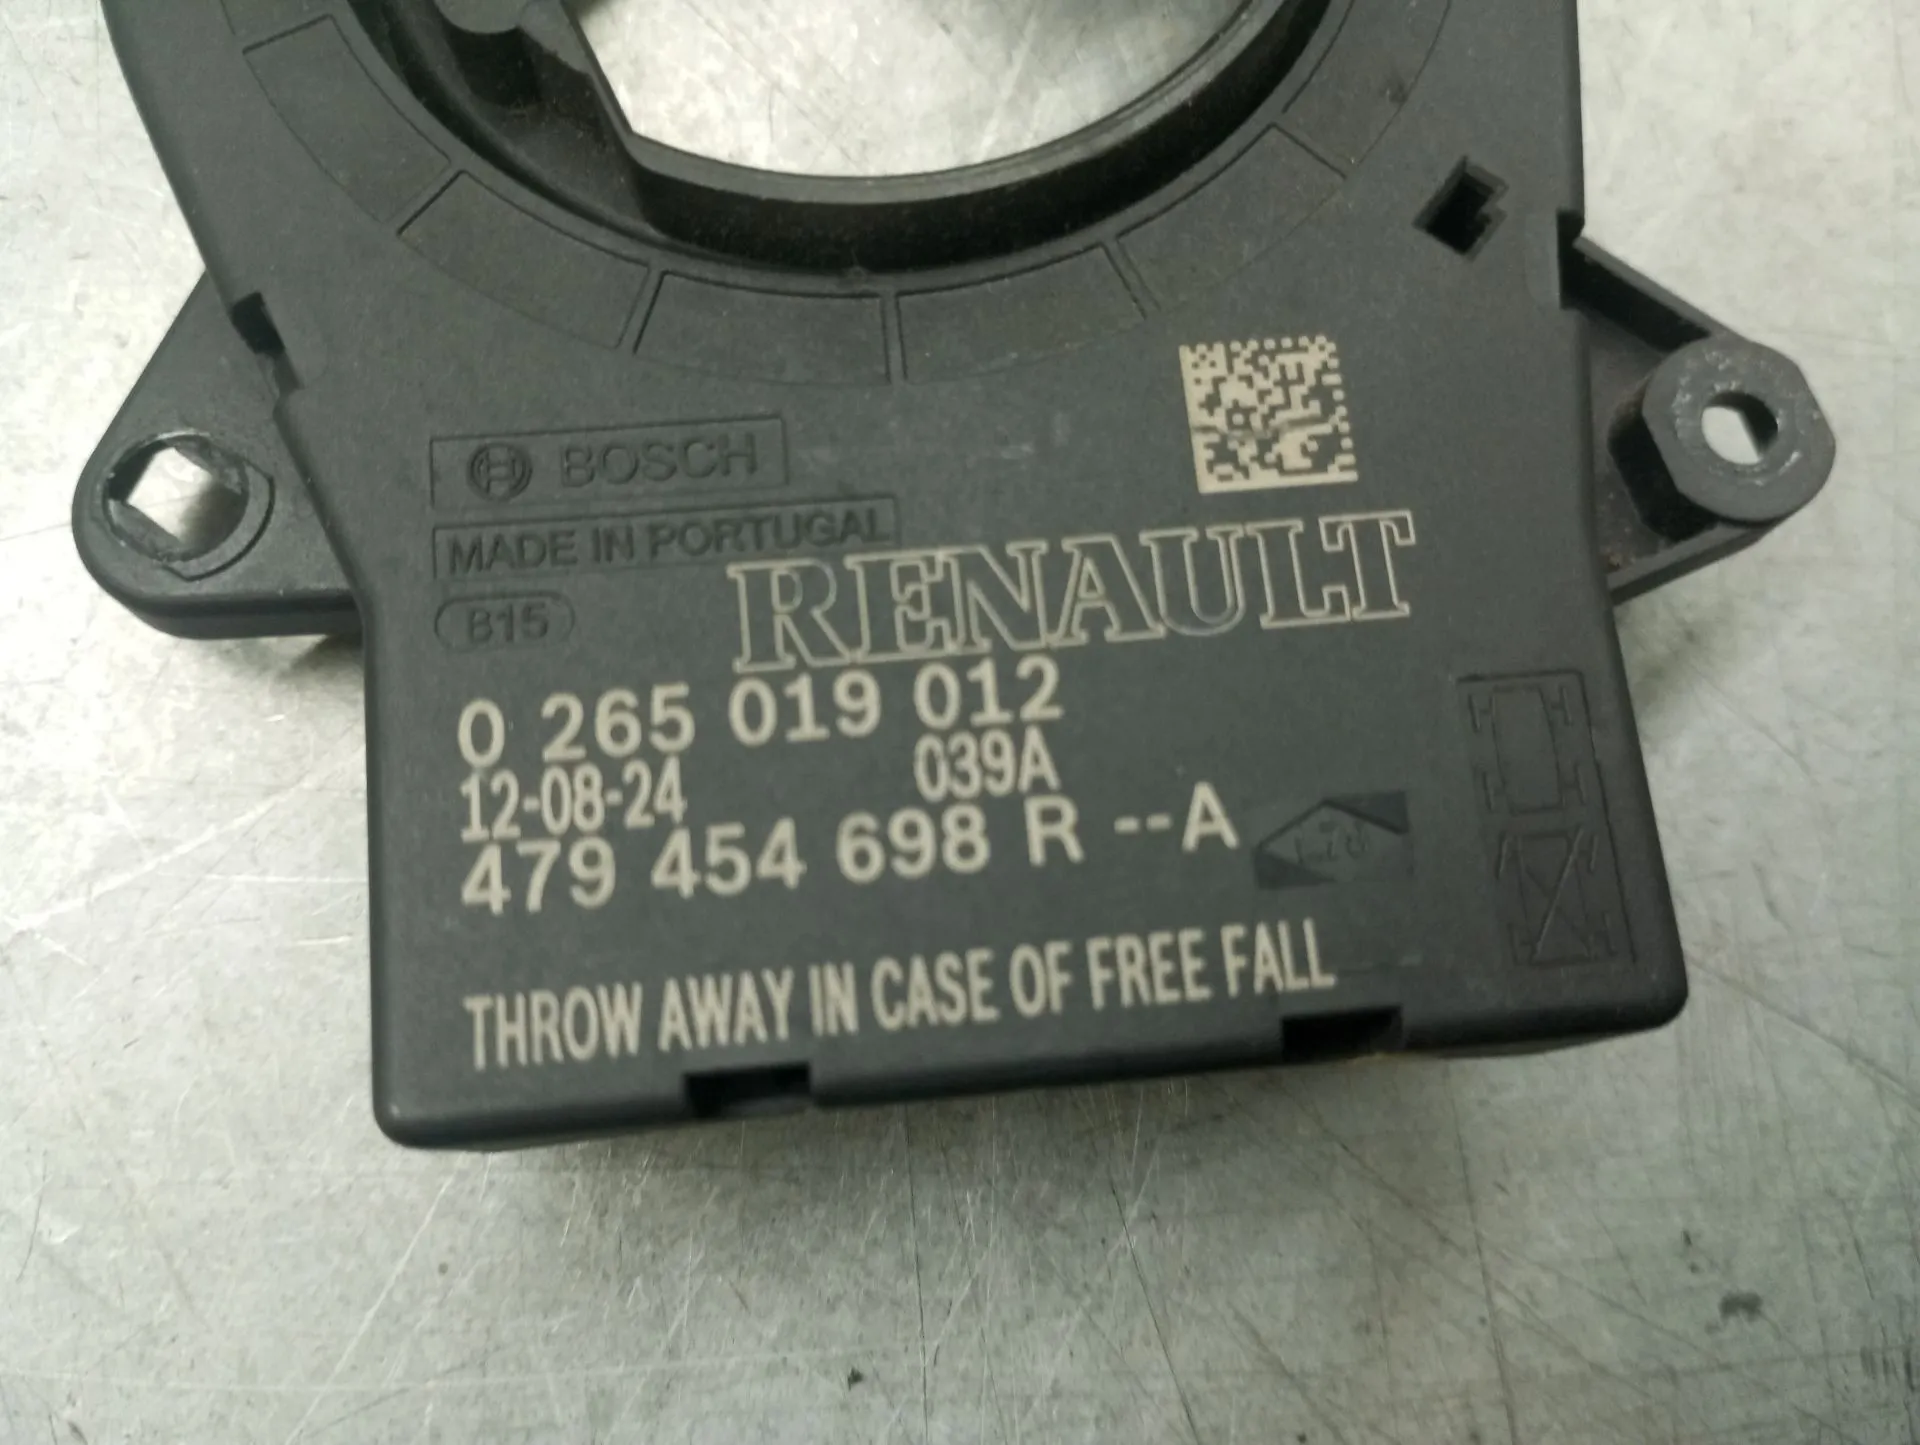 BOSCH
MADE IN PORTUGAL
B15
RENAULT
0 265 019 012
12-08-24 039A
479 454 698 R --A
THROW AWAY IN CASE OF FREE FALL